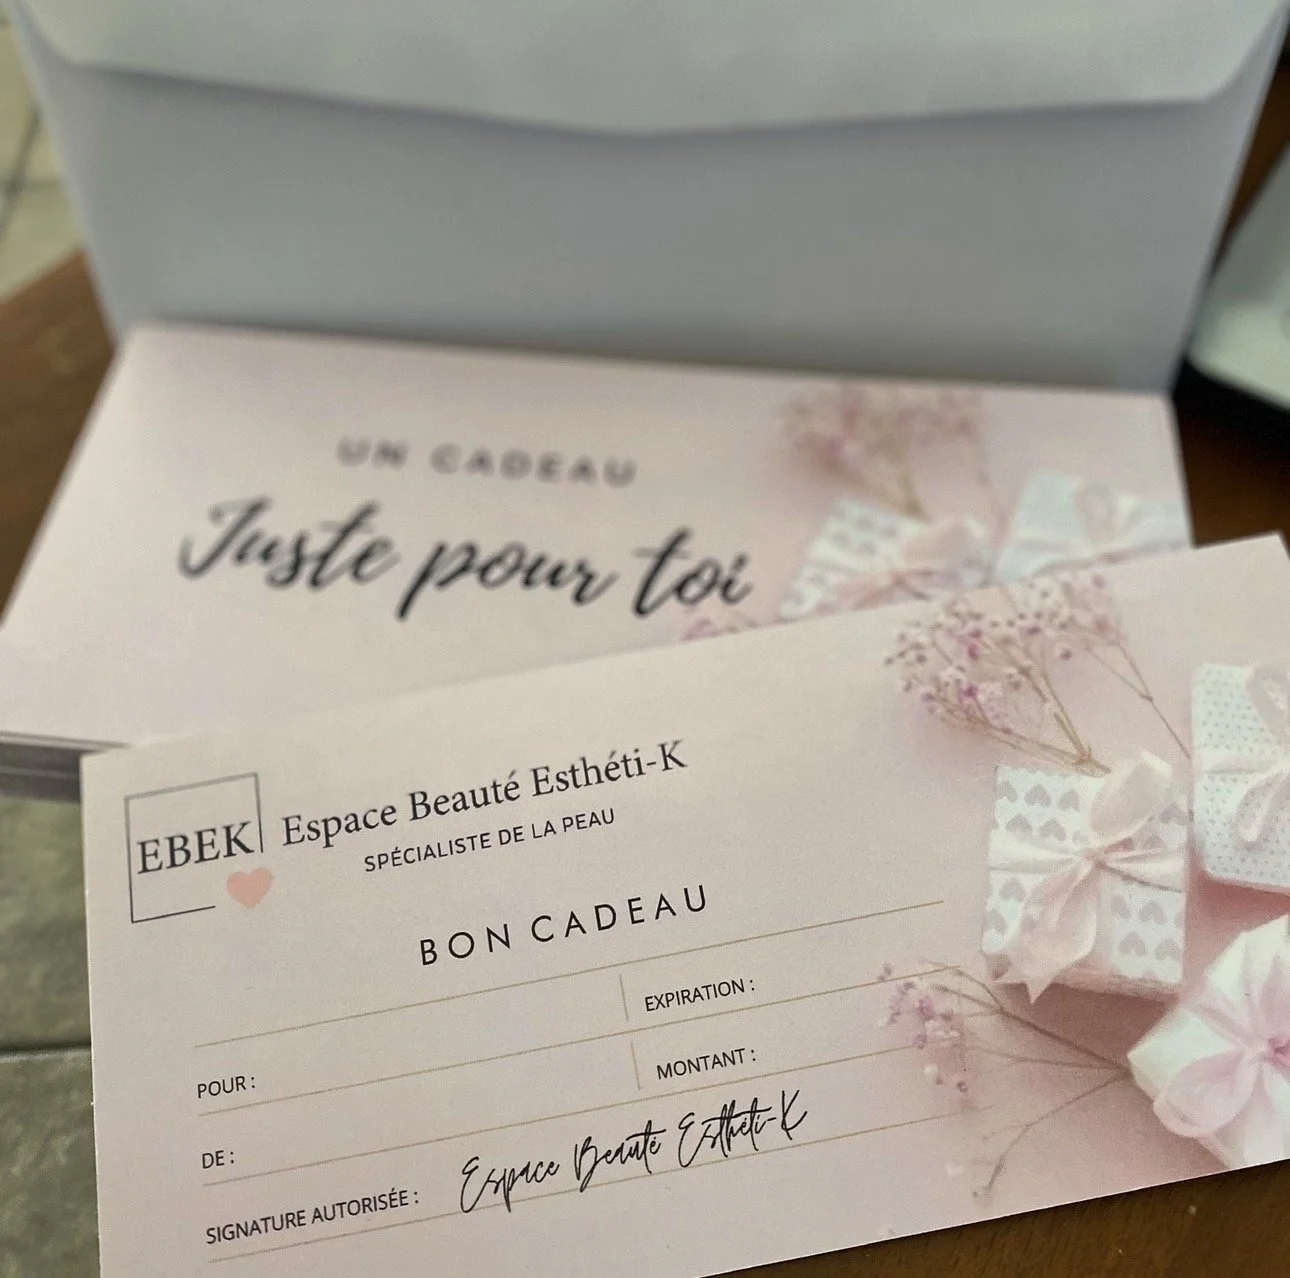 UN CADEAU
Juste pour toi
EBEK
Espace Beauté Esthéti-K
SPÉCIALISTE DE LA PEAU
BON CADEAU
EXPIRATION :
POUR :
MONTANT :
DE :
SIGNATURE AUTORISÉE : Espace Beauté Esthéti-K